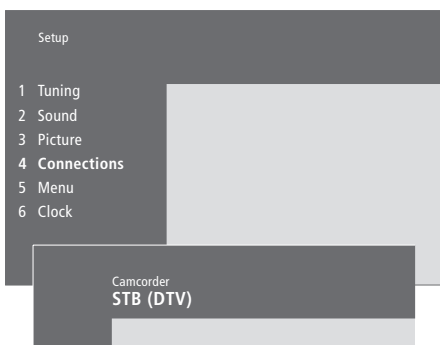 Setup
1 Tuning
2 Sound
3 Picture
4 Connections
5 Menu
6 Clock
Camcorder
STB (DTV)